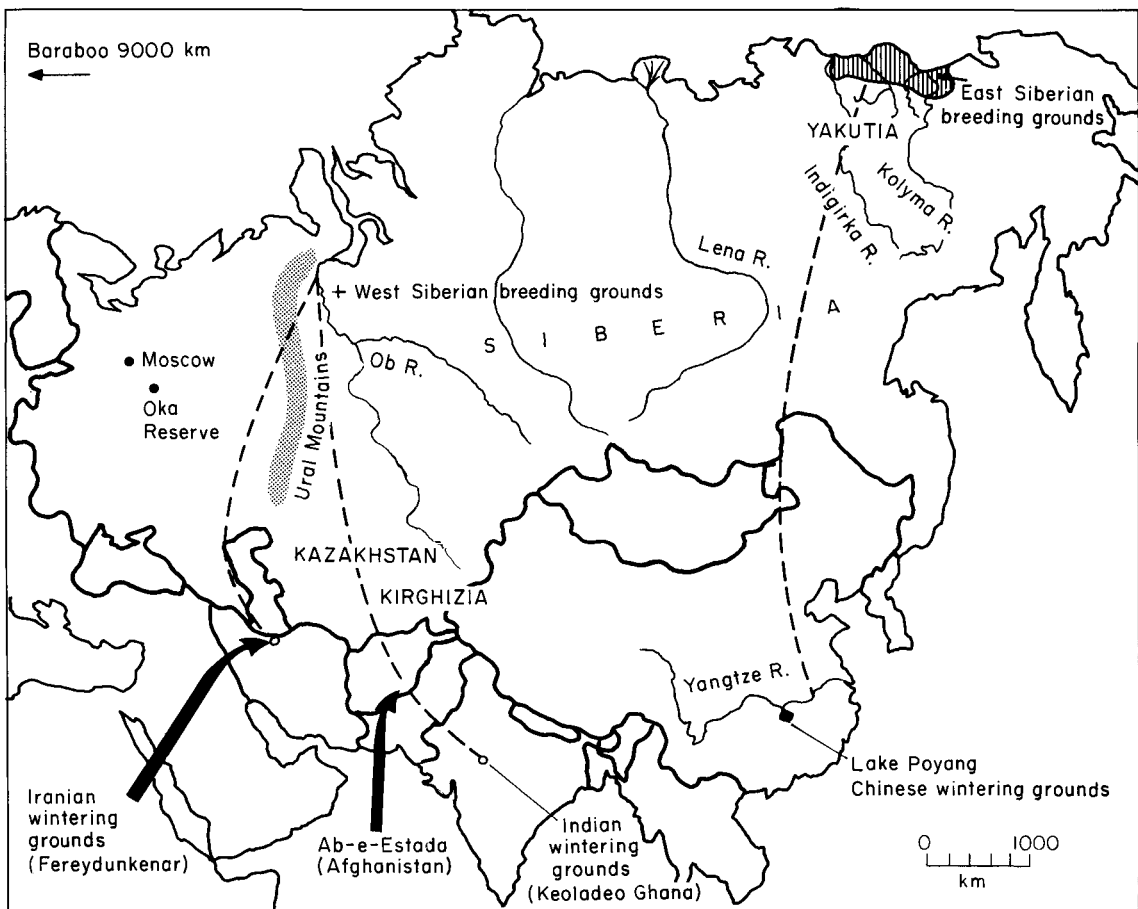 Baraboo 9000 km
East Siberian
breeding grounds
YAKUTIA
Indigirka R.
Kolyma R.
Lena R.
+ West Siberian breeding grounds
S I B E R I A
Moscow
Ob R.
Oka
Reserve
Ural Mountains
KAZAKHSTAN
KIRGHIZIA
Yangtze R.
Lake Poyang
Chinese wintering grounds
Iranian
wintering
grounds
(Fereydunkenar)
Ab-e-Estada
(Afghanistan)
Indian
wintering
grounds
(Keoladeo Ghana)
0 1000
km